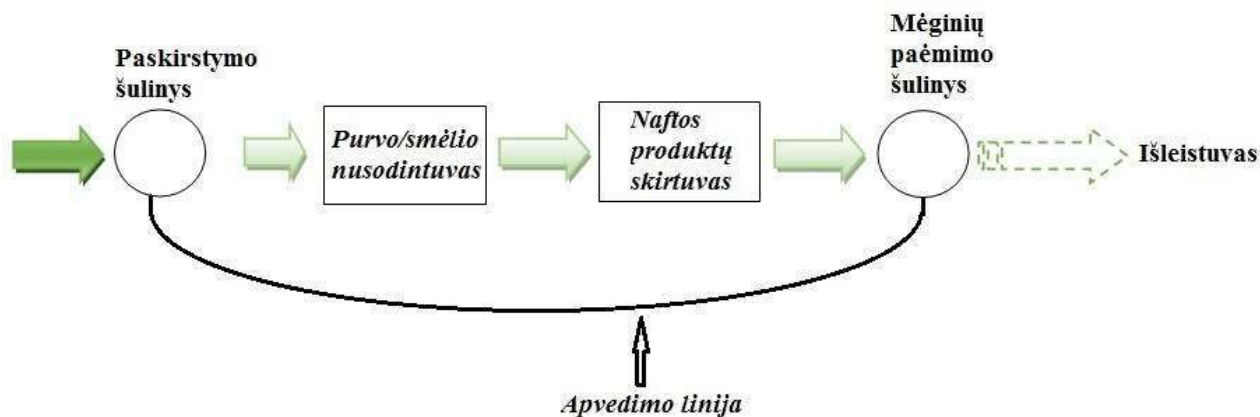 Paskirstymo
šulinys
Purvo/smėlio
nusodintuvas
Naftos
produktų
skirtuvas
Mėginių
paėmimo
šulinys
Išleistuvas
Apvedimo linija